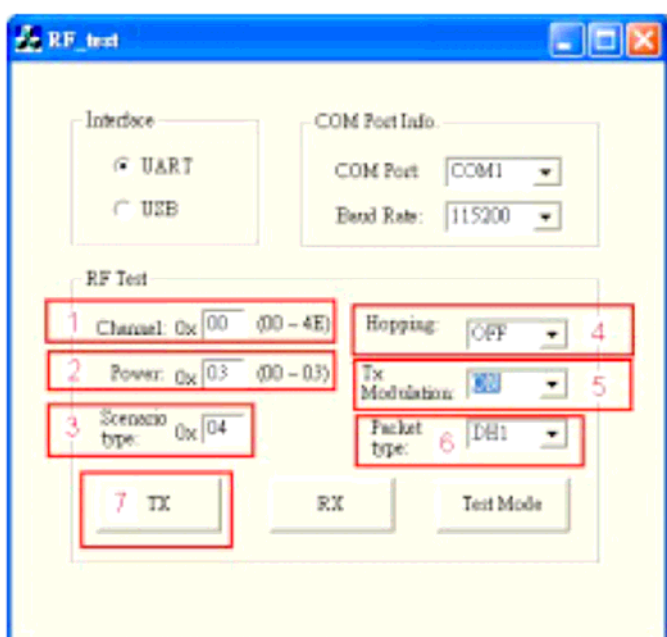 RF_test
Interface
UART
USB
COM Port Info.
COM Port COM1
Baud Rate: 115200
RF Test
1 Channel: 0x 00 (00 - 4E)
2 Power: 0x 03 (00 - 03)
3 Scenario type: 0x 04
Hopping: OFF 4
Tx Modulation: ON 5
Packet type: 6 DH1
7 TX
RX
Test Mode